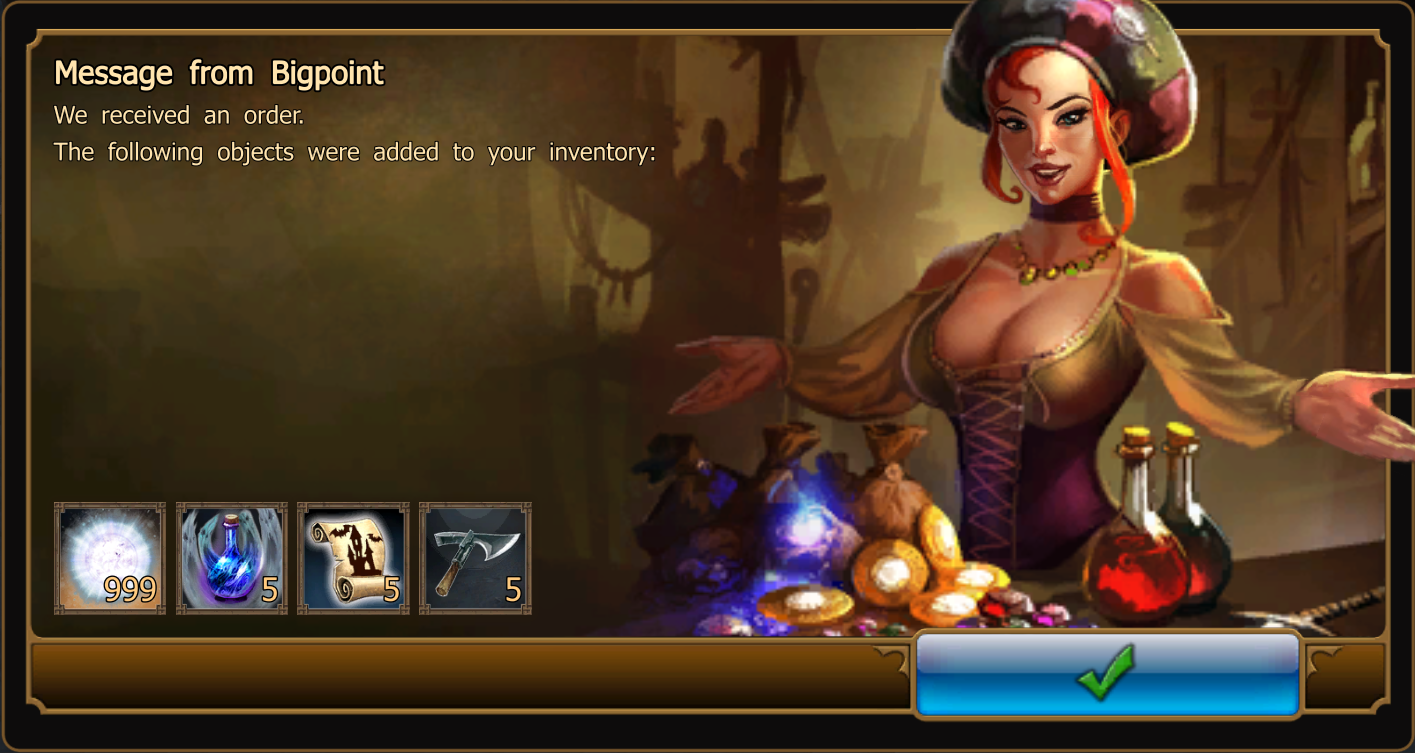 Message from Bigpoint
We received an order.
The following objects were added to your inventory:
999 5 5 5